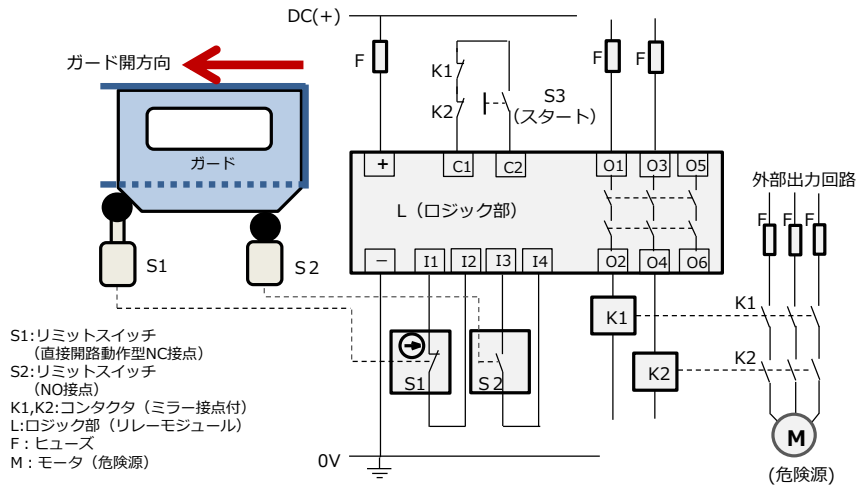 DC(+)
ガード開方向
F
K1
K2
S3
(スタート)
F
F
ガード
+
C1
C2
O1
O3
O5
L（ロジック部）
外部出力回路
F
F
F
−
I1
I2
I3
I4
O2
O4
O6
S1
S2
K1
K1
S1
S2
K2
K2
S1:リミットスイッチ
（直接開路動作型NC接点）
S2:リミットスイッチ
（NO接点）
K1,K2:コンタクタ（ミラー接点付）
L:ロジック部（リレーモジュール）
F：ヒューズ
M：モータ（危険源）
0V
M
(危険源)